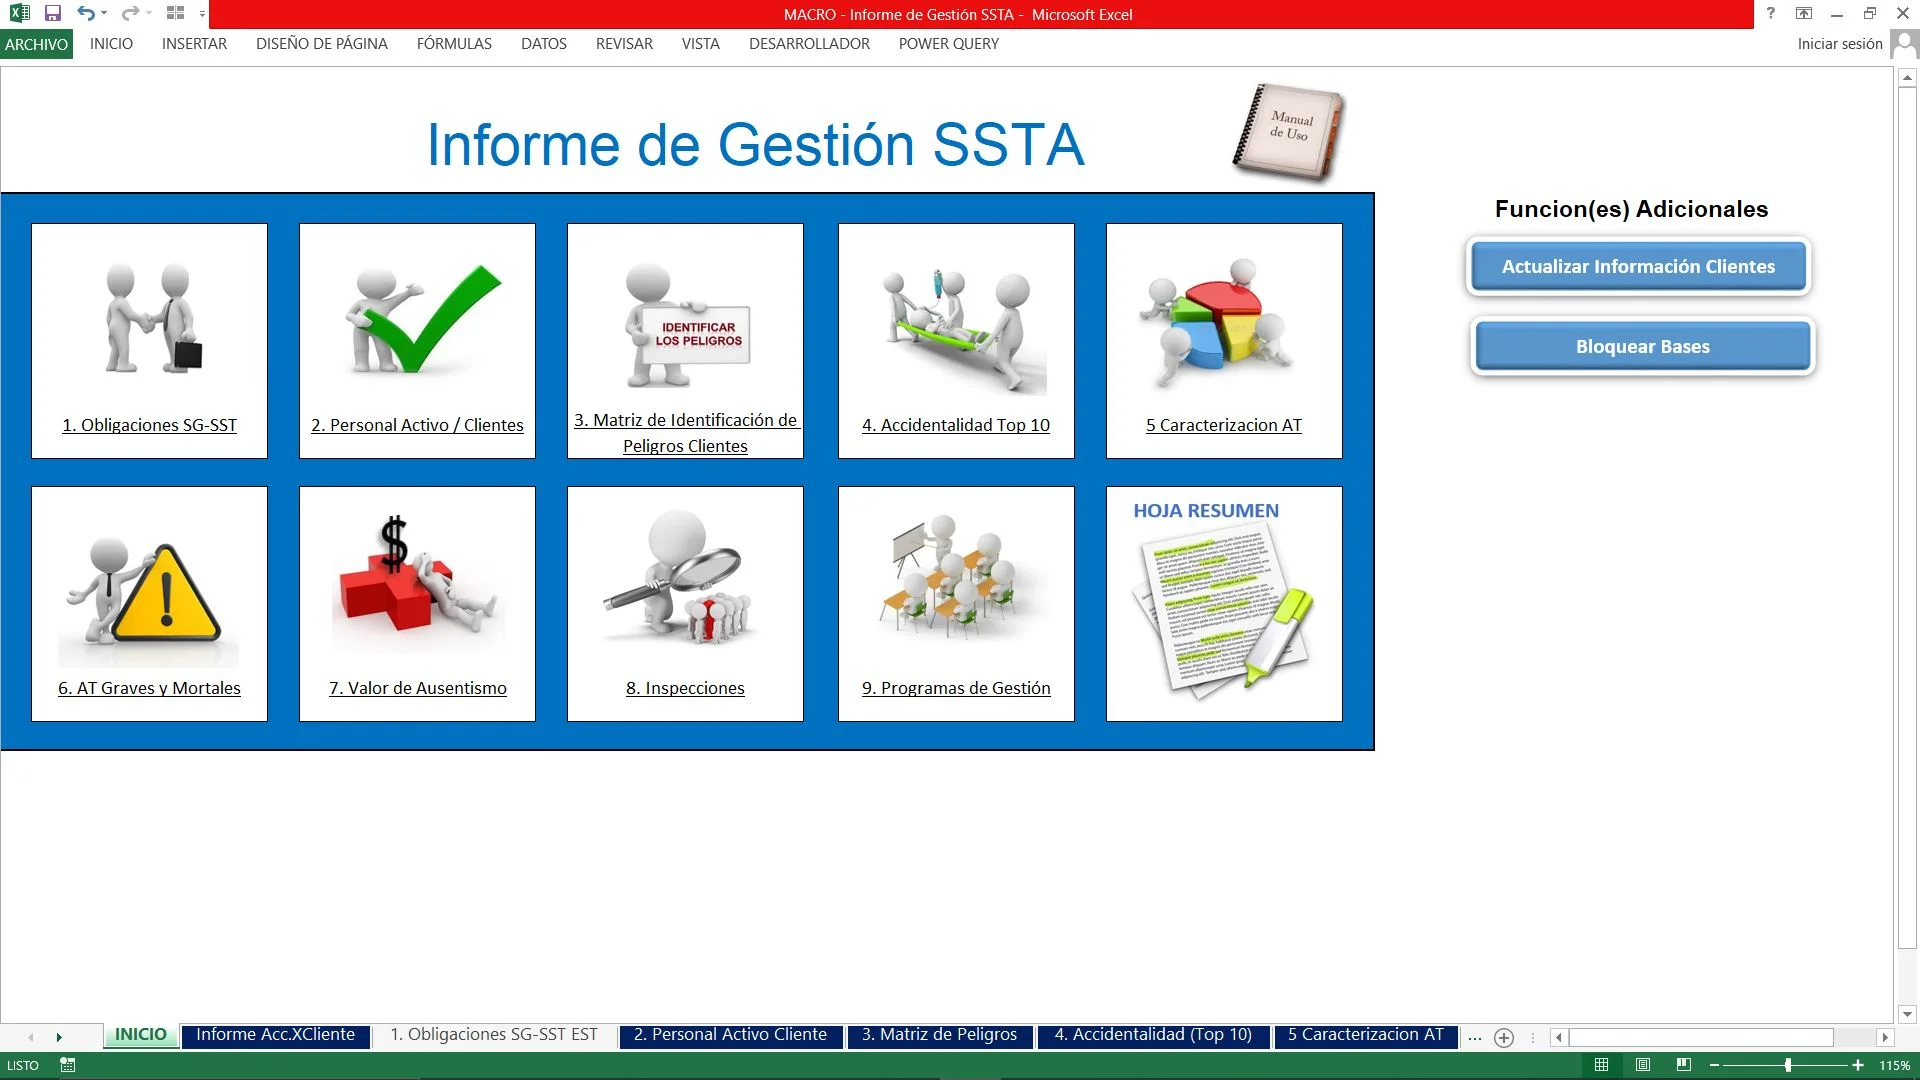 MACRO - Informe de Gestión SSTA - Microsoft Excel
ARCHIVO INICIO INSERTAR DISEÑO DE PÁGINA FÓRMULAS DATOS REVISAR VISTA DESARROLLADOR POWER QUERY Iniciar sesión
Informe de Gestión SSTA
Manual
de Uso
Funcion(es) Adicionales
Actualizar Información Clientes
Bloquear Bases
IDENTIFICAR
LOS PELIGROS
1. Obligaciones SG-SST
2. Personal Activo / Clientes
3. Matriz de Identificación de
Peligros Clientes
4. Accidentalidad Top 10
5 Caracterizacion AT
HOJA RESUMEN
6. AT Graves y Mortales
7. Valor de Ausentismo
8. Inspecciones
9. Programas de Gestión
INICIO Informe Acc.XCliente 1. Obligaciones SG-SST EST 2. Personal Activo Cliente 3. Matriz de Peligros 4. Accidentalidad (Top 10) 5 Caracterizacion AT ...
LISTO 115%